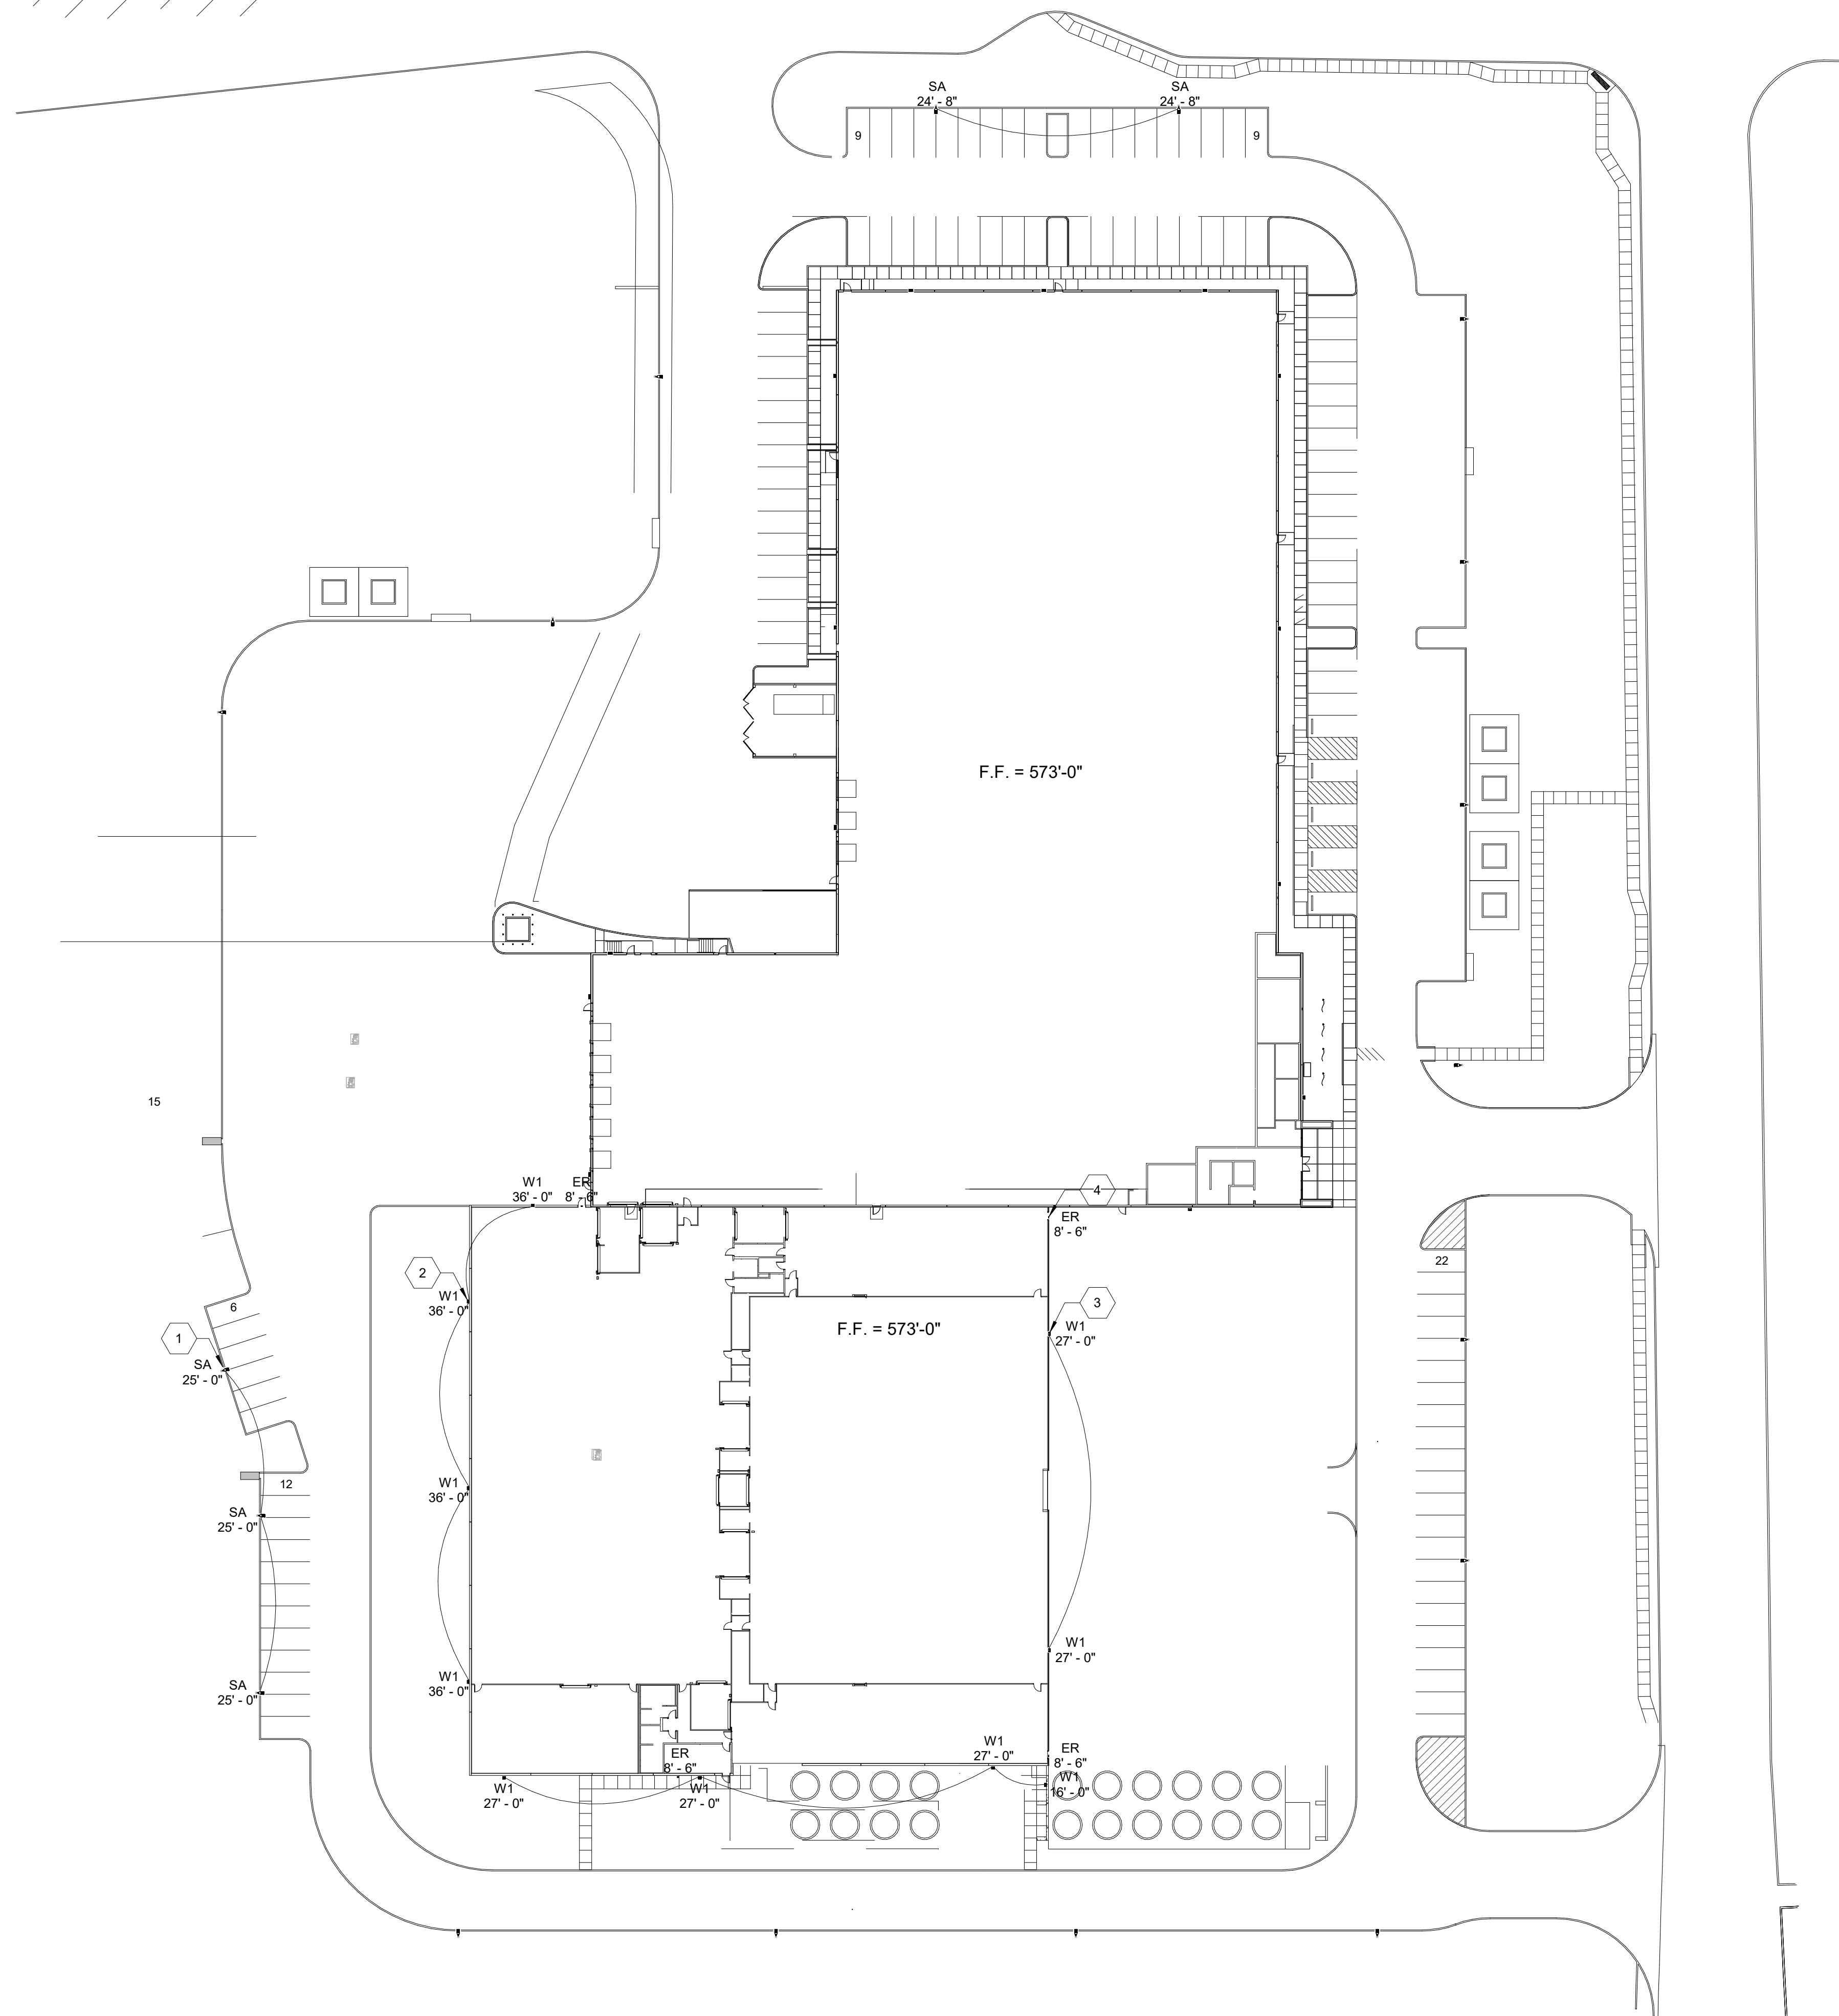 SA
24' - 8"
SA
24' - 8"
9
9
F.F. = 573'-0"
15
W1
36' - 0"
ER
8' - 6"
4
ER
8' - 6"
22
2
W1
36' - 0"
6
3
W1
27' - 0"
F.F. = 573'-0"
1
SA
25' - 0"
W1
36' - 0"
12
SA
25' - 0"
W1
27' - 0"
W1
36' - 0"
SA
25' - 0"
W1
27' - 0"
ER
8' - 6"
ER
8' - 6"
W1
27' - 0"
W1
27' - 0"
W1
16' - 0"